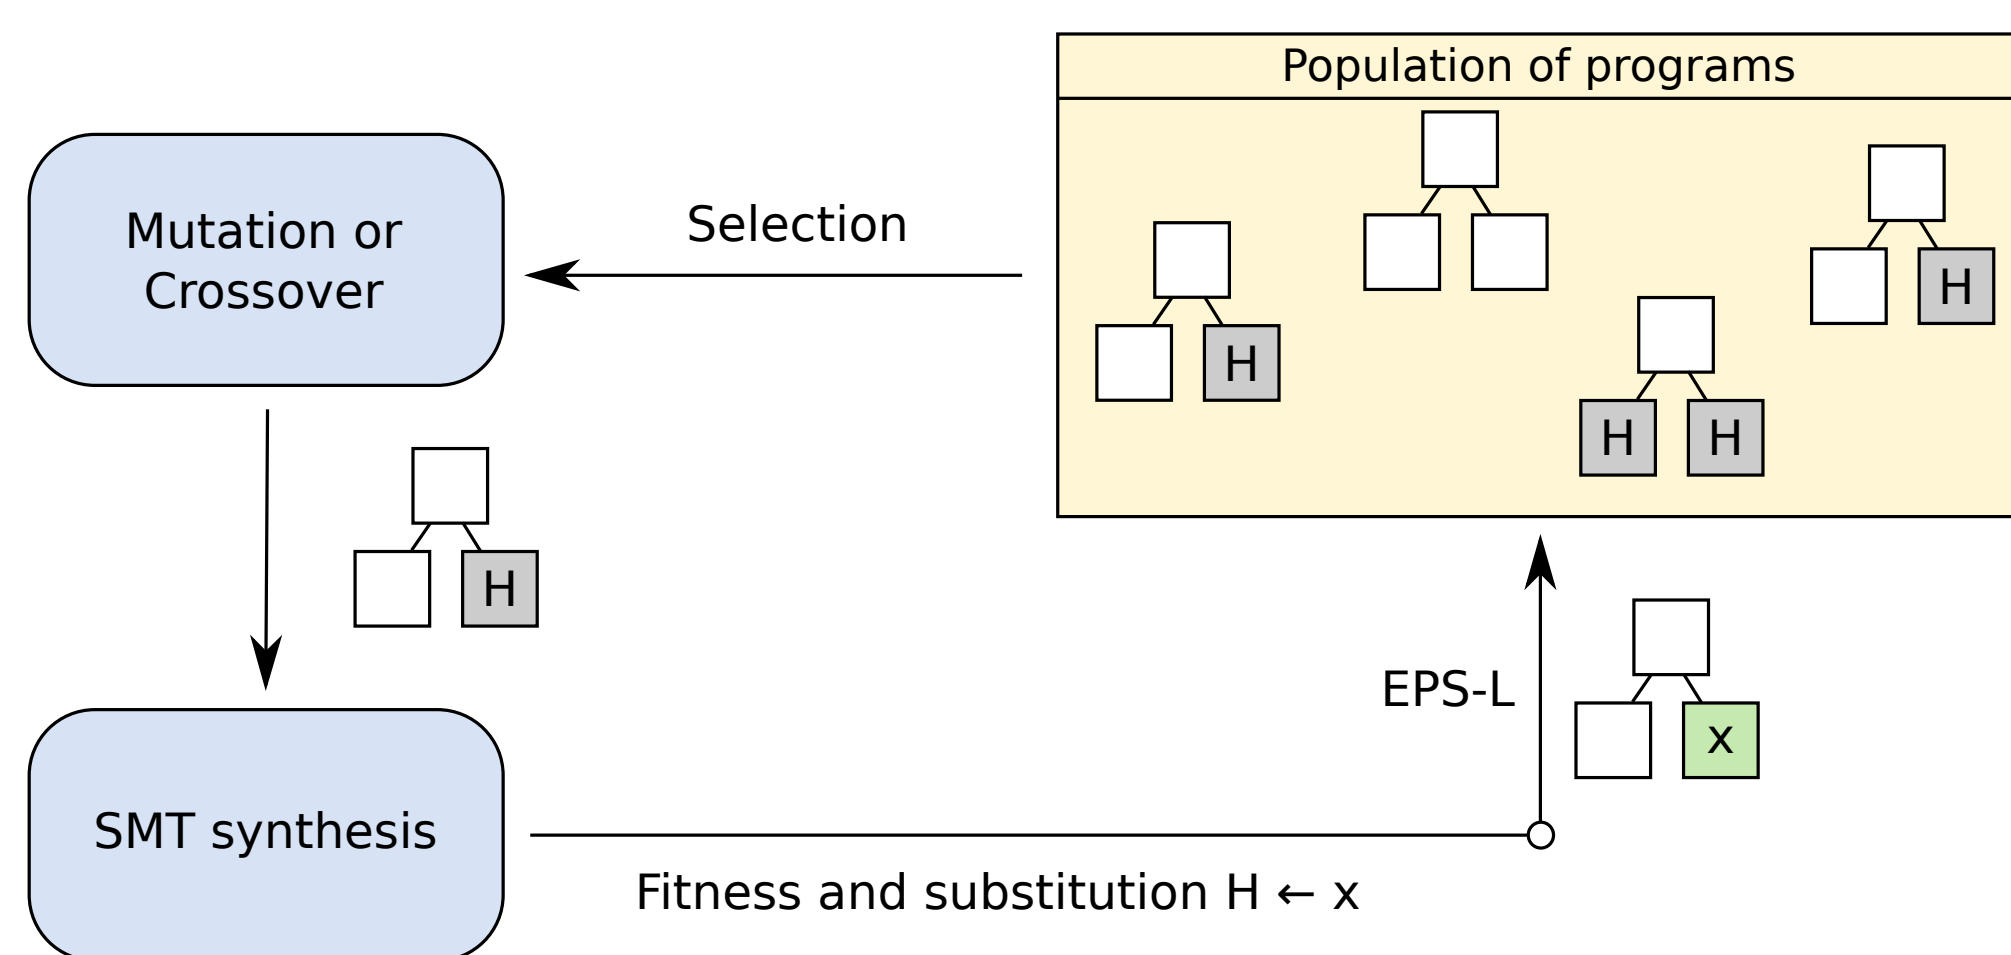 Population of programs
Mutation or
Crossover
Selection
H
H
H H
H
EPS-L
x
SMT synthesis
Fitness and substitution H ← x